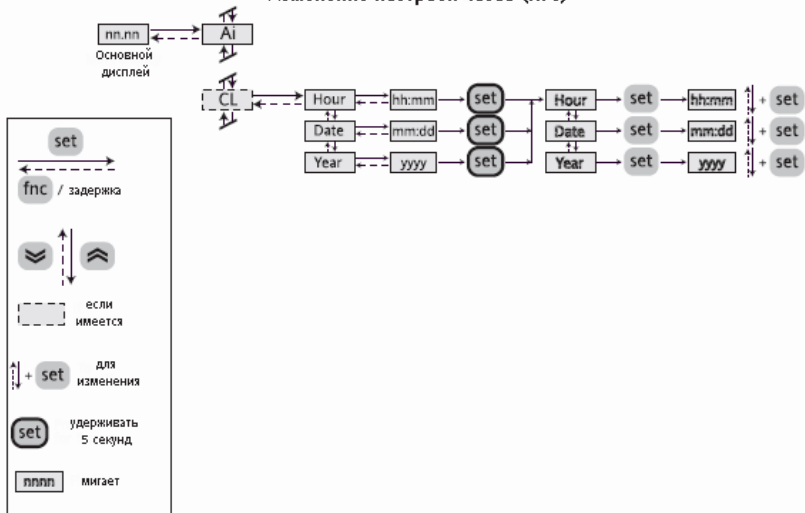 nn.nn
Ai
Основной
дисплей
CL
Hour hh:mm set Hour set hh:mm + set
Date mm:dd set Date set mm:dd + set
Year yyyy set Year set yyyy + set
set
fnc / задержка
если
имеется
+ set для
изменения
set удерживать
5 секунд
nnnn мигает